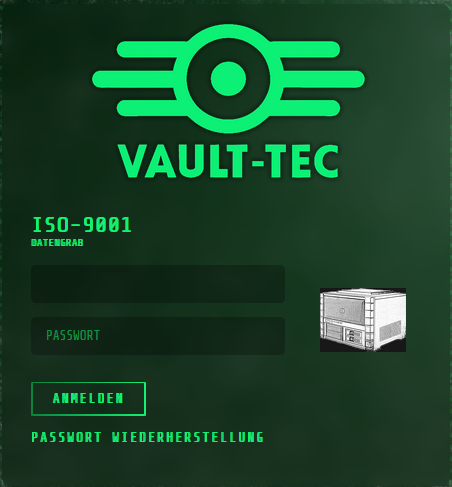 VAULT-TEC
ISO-9001
DATENGRAB
PASSWORT
ANMELDEN
PASSWORT WIEDERHERSTELLUNG